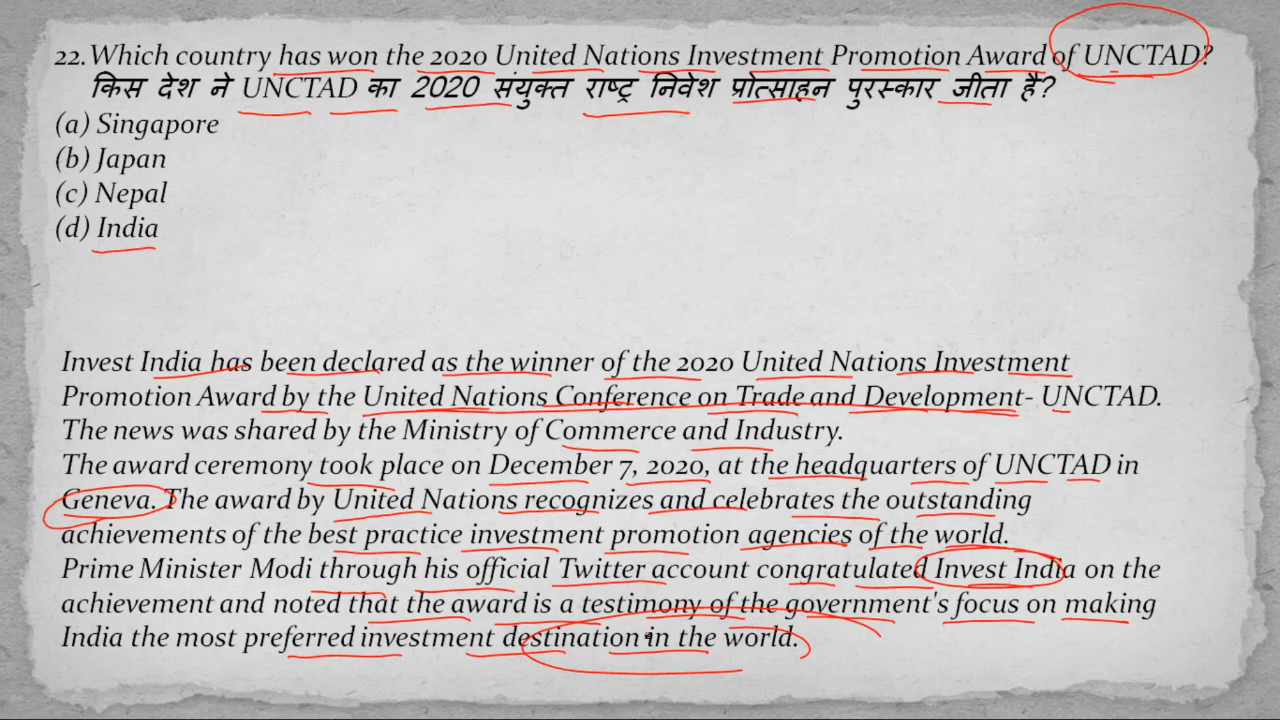 22. Which country has won the 2020 United Nations Investment Promotion Award of UNCTAD?
किस देश ने UNCTAD का 2020 संयुक्त राष्ट्र निवेश प्रोत्साहन पुरस्कार जीता है?
(a) Singapore
(b) Japan
(c) Nepal
(d) India
Invest India has been declared as the winner of the 2020 United Nations Investment
Promotion Award by the United Nations Conference on Trade and Development- UNCTAD.
The news was shared by the Ministry of Commerce and Industry.
The award ceremony took place on December 7, 2020, at the headquarters of UNCTAD in
Geneva. The award by United Nations recognizes and celebrates the outstanding
achievements of the best practice investment promotion agencies of the world.
Prime Minister Modi through his official Twitter account congratulated Invest India on the
achievement and noted that the award is a testimony of the government's focus on making
India the most preferred investment destination in the world.